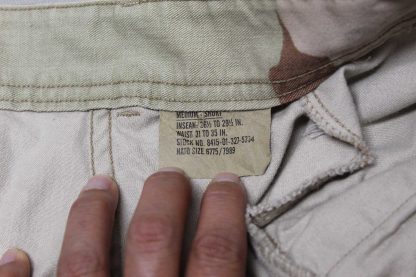 MEDIUM - SHORT
INSEAM: 26½ TO 29½ IN.
WAIST 31 TO 35 IN.
STOCK NO. 8415-01-327-5334
NATO SIZE 6775/7989